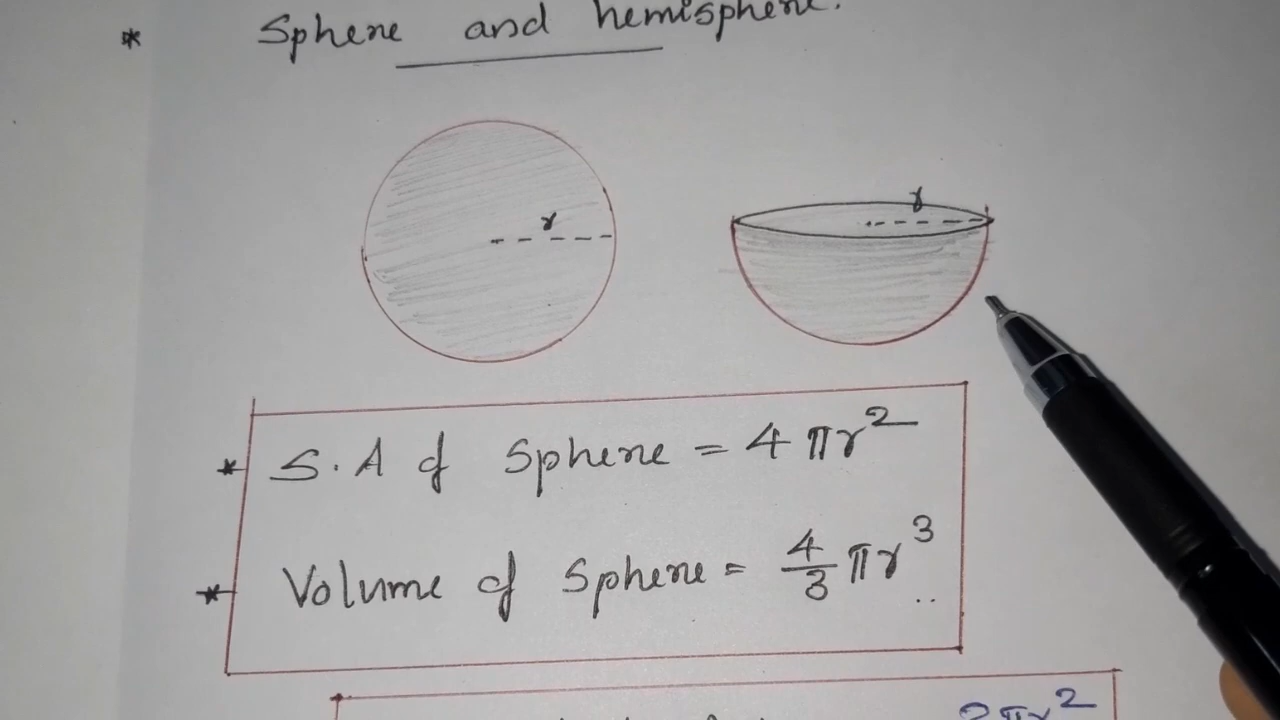 * Sphere and hemisphere.
r
r
* S.A of Sphere = 4πr²
* Volume of Sphere = 4/3 πr³
2πr²